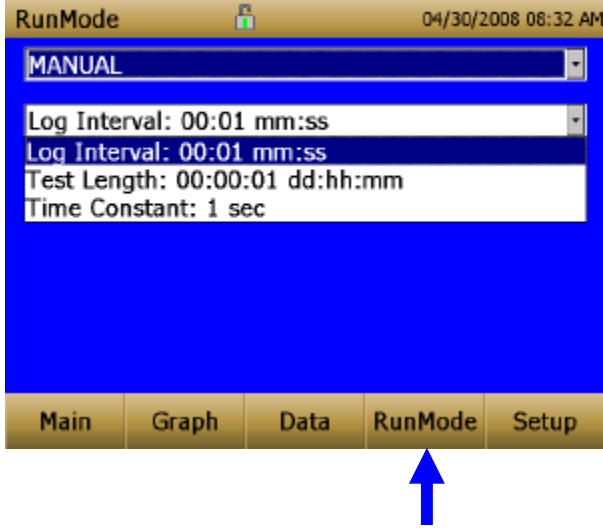 RunMode 04/30/2008 08:32 AM
MANUAL
Log Interval: 00:01 mm:ss
Log Interval: 00:01 mm:ss
Test Length: 00:00:01 dd:hh:mm
Time Constant: 1 sec
Main Graph Data RunMode Setup